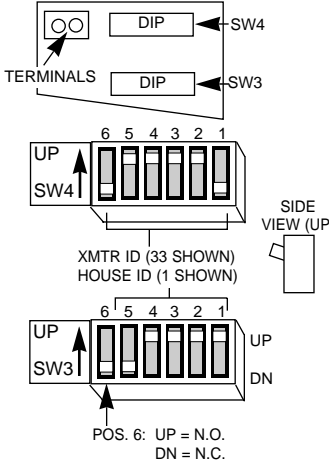 DIP SW4
TERMINALS
DIP SW3
6 5 4 3 2 1
UP
SW4
SIDE
VIEW (UP
XMTR ID (33 SHOWN)
HOUSE ID (1 SHOWN)
6 5 4 3 2 1
UP UP
SW3
DN
POS. 6: UP = N.O.
DN = N.C.